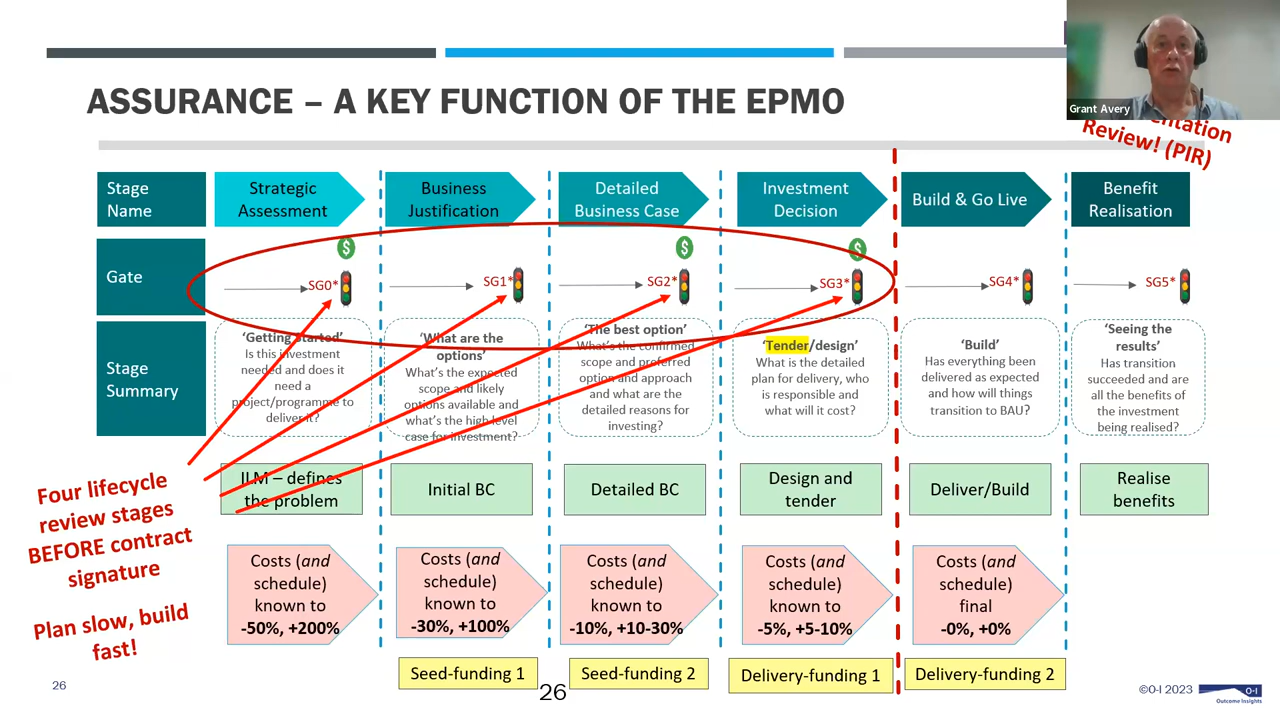 Grant Avery
ASSURANCE – A KEY FUNCTION OF THE EPMO
Review! (PIR)
Stage
Name
Strategic
Assessment
Business
Justification
Detailed
Business Case
Investment
Decision
Build & Go Live
Benefit
Realisation
Gate
$
$
$
SG0*
SG1*
SG2*
SG3*
SG4*
SG5*
Stage
Summary
‘Getting started’
Is this investment
needed and does it
need a
project/programme to
deliver it?
‘What are the
options’
What’s the expected
scope and likely
options available and
what’s the high level
case for investment?
‘The best option’
What’s the confirmed
scope and preferred
option and approach
and what are the
detailed reasons for
investing?
‘Tender/design’
What is the detailed
plan for delivery, who
is responsible and
what will it cost?
‘Build’
Has everything been
delivered as expected
and how will things
transition to BAU?
‘Seeing the
results’
Has transition
succeeded and are
all the benefits of
the investment
being realised?
Four lifecycle
review stages
BEFORE contract
signature
Plan slow, build
fast!
ILM – defines
the problem
Initial BC
Detailed BC
Design and
tender
Deliver/Build
Realise
benefits
Costs (and
schedule)
known to
-50%, +200%
Costs (and
schedule)
known to
-30%, +100%
Costs (and
schedule)
known to
-10%, +10-30%
Costs (and
schedule)
known to
-5%, +5-10%
Costs (and
schedule)
final
-0%, +0%
Seed-funding 1
Seed-funding 2
Delivery-funding 1
Delivery-funding 2
26
26
©O-I 2023
O-I
Outcome Insights